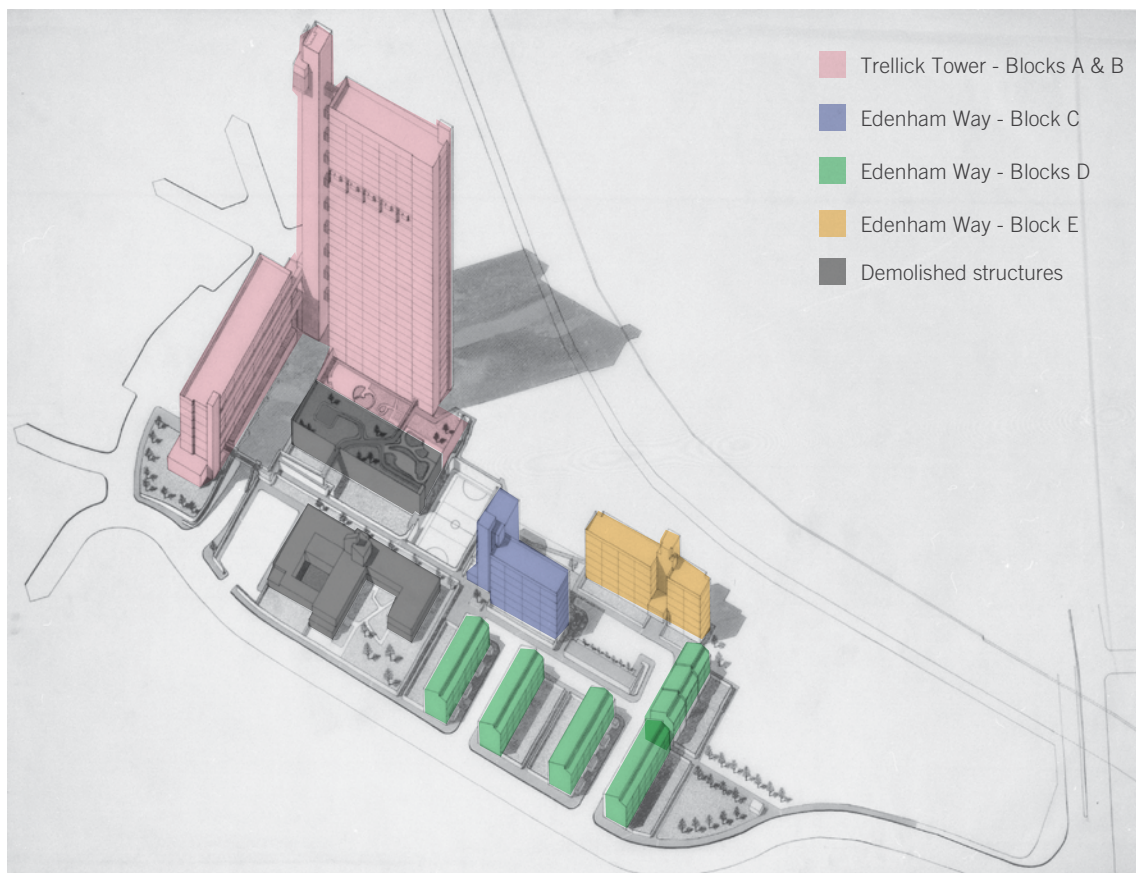 Trellick Tower - Blocks A & B
Edenham Way - Block C
Edenham Way - Blocks D
Edenham Way - Block E
Demolished structures